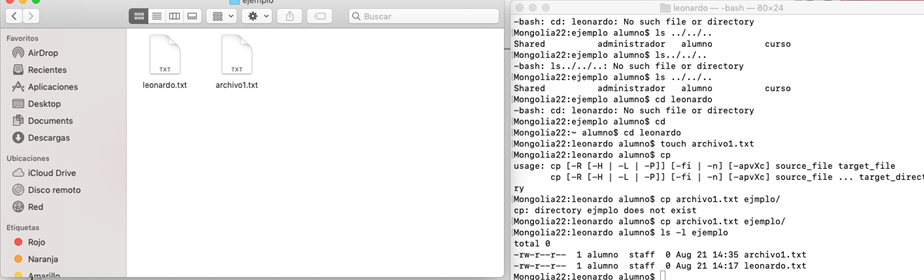 ejemplo
Buscar
Favoritos
AirDrop
Recientes
Aplicaciones
Desktop
Documents
Descargas
Ubicaciones
iCloud Drive
Disco remoto
Red
Etiquetas
Rojo
Naranja
Amarillo
TXT
TXT
leonardo.txt archivo1.txt
leonardo — -bash — 80×24
-bash: cd: leonardo: No such file or directory
Mongolia22:ejemplo alumno$ ls ../../..
Shared administrador alumno curso
Mongolia22:ejemplo alumno$ ls../../..
-bash: ls../../..: No such file or directory
Mongolia22:ejemplo alumno$ ls ../../..
Shared administrador alumno curso
Mongolia22:ejemplo alumno$ cd leonardo
-bash: cd: leonardo: No such file or directory
Mongolia22:ejemplo alumno$ cd
Mongolia22:~ alumno$ cd leonardo
Mongolia22:leonardo alumno$ touch archivo1.txt
Mongolia22:leonardo alumno$ cp
usage: cp [-R [-H | -L | -P]] [-fi | -n] [-apvXc] source_file target_file
cp [-R [-H | -L | -P]] [-fi | -n] [-apvXc] source_file ... target_directo
ry
Mongolia22:leonardo alumno$ cp archivo1.txt ejmplo/
cp: directory ejmplo does not exist
Mongolia22:leonardo alumno$ cp archivo1.txt ejemplo/
Mongolia22:leonardo alumno$ ls -l ejemplo
total 0
-rw-r--r-- 1 alumno staff 0 Aug 21 14:35 archivo1.txt
-rw-r--r-- 1 alumno staff 0 Aug 21 14:17 leonardo.txt
Mongolia22:leonardo alumno$